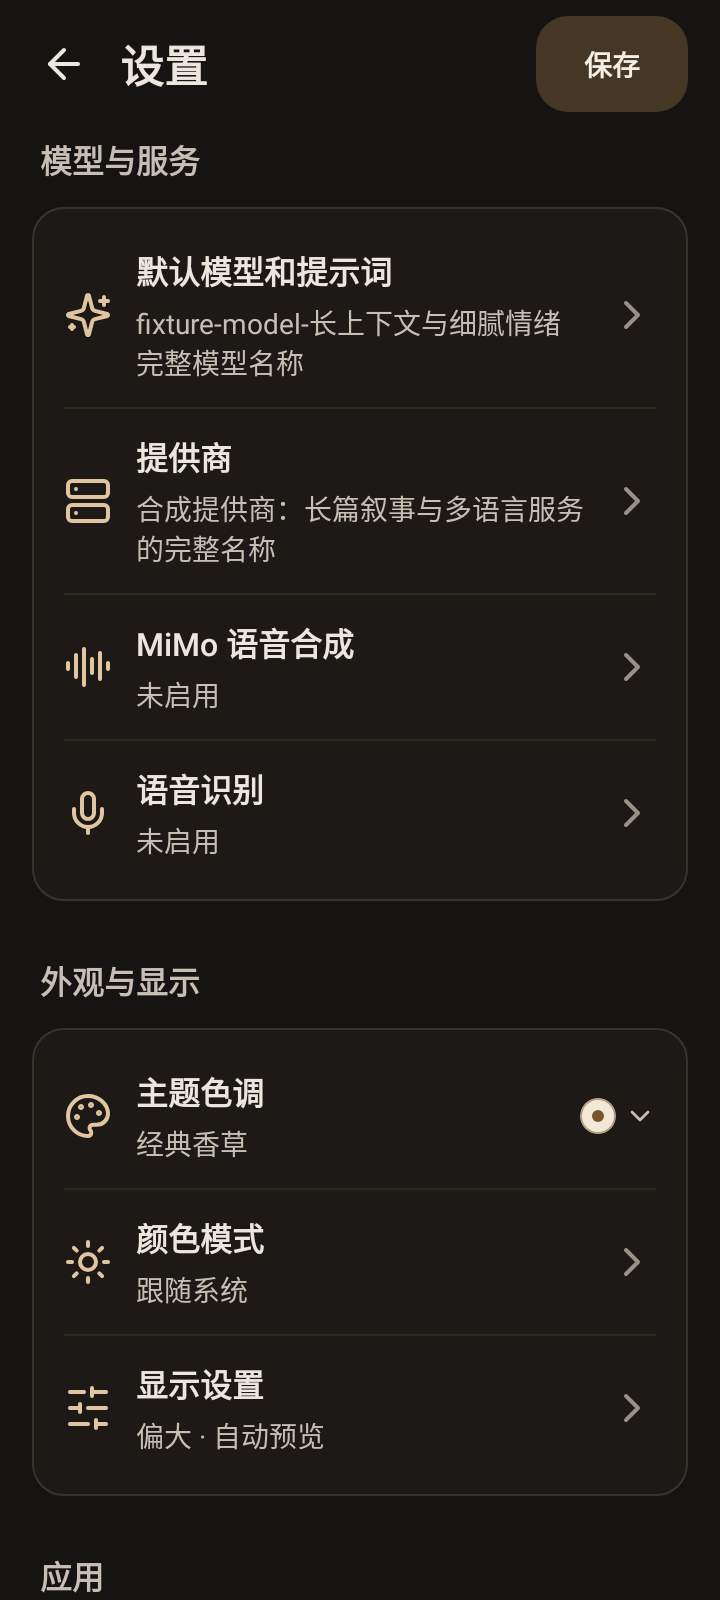 设置
保存
模型与服务
默认模型和提示词
fixture-model-长上下文与细腻情绪
完整模型名称
提供商
合成提供商：长篇叙事与多语言服务
的完整名称
MiMo 语音合成
未启用
语音识别
未启用
外观与显示
主题色调
经典香草
颜色模式
跟随系统
显示设置
偏大 · 自动预览
应用